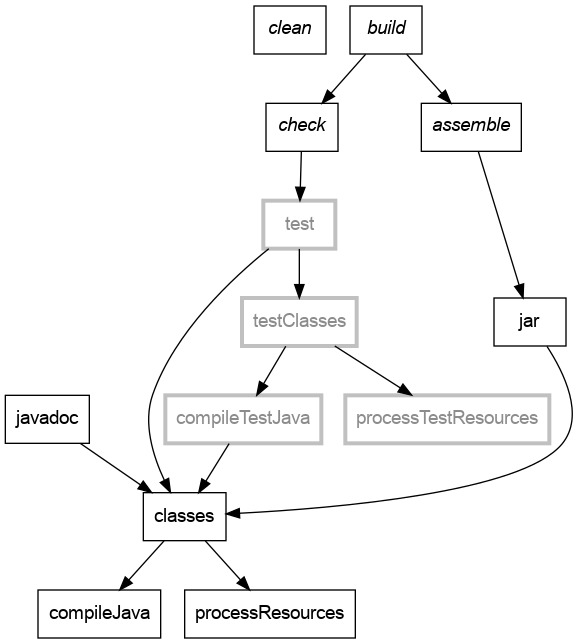 clean
build
check
assemble
test
testClasses
jar
javadoc
compileTestJava
processTestResources
classes
compileJava
processResources